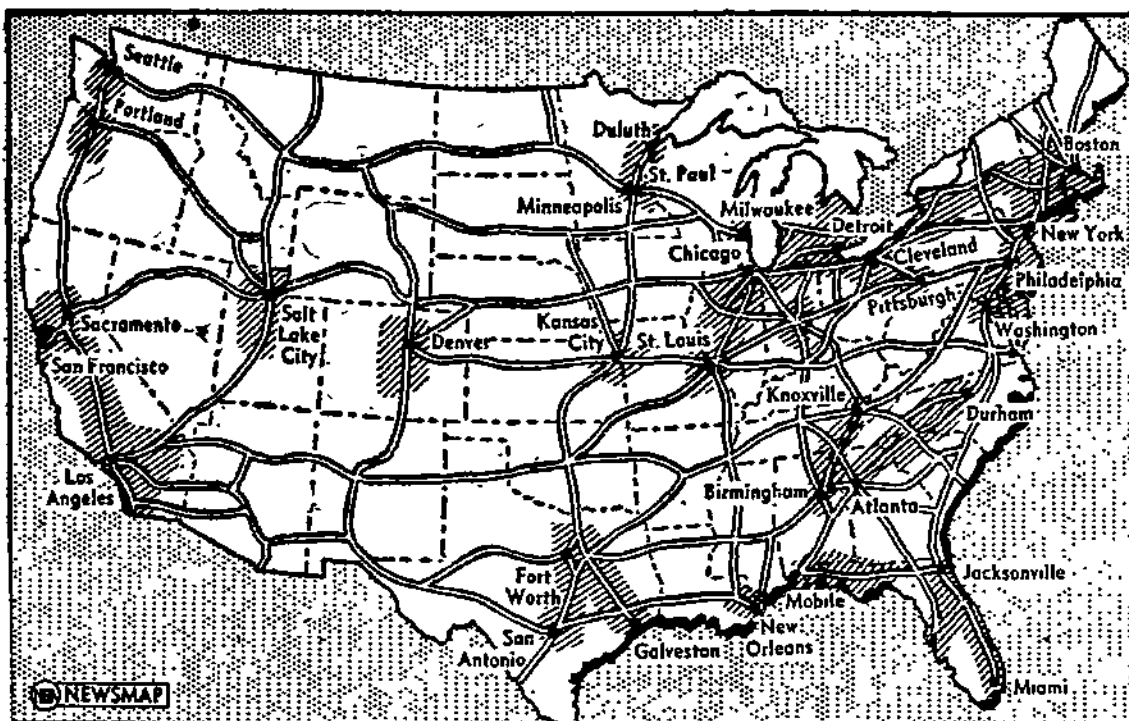 Seattle
Portland
Duluth
St. Paul
Minneapolis
Milwaukee
Detroit
Boston
New York
Chicago
Cleveland
Philadelphia
Pittsburgh
Washington
Sacramento
San Francisco
Salt
Lake
City
Denver
Kansas
City
St. Louis
Knoxville
Durham
Los
Angeles
Birmingham
Atlanta
Fort
Worth
San
Antonio
Galveston
New
Orleans
Mobile
Jacksonville
Miami
NEWSMAP